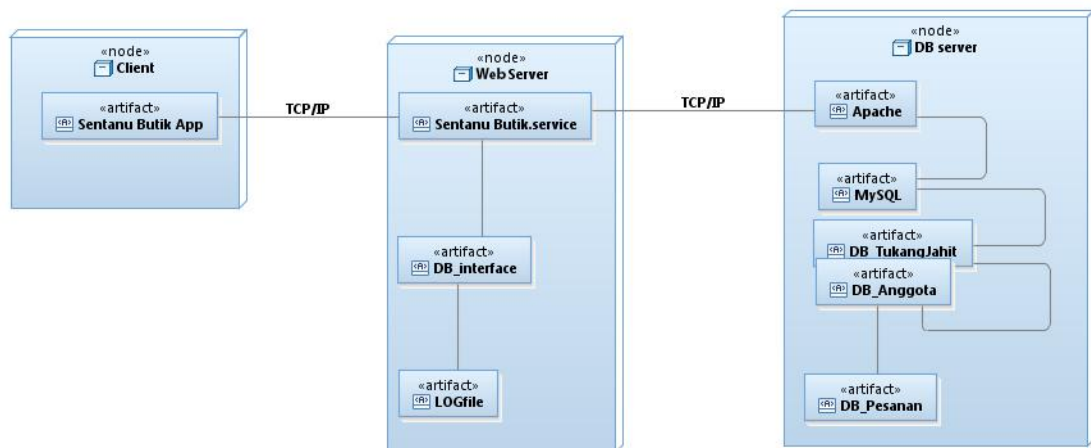 «node»
Client
«artifact»
Sentanu Butik App
TCP/IP
«node»
WebServer
«artifact»
Sentanu Butik.service
«artifact»
DB_interface
«artifact»
LOGfile
TCP/IP
«node»
DB server
«artifact»
Apache
«artifact»
MySQL
«artifact»
DB_TukangJahit
«artifact»
DB_Anggota
«artifact»
DB_Pesanan